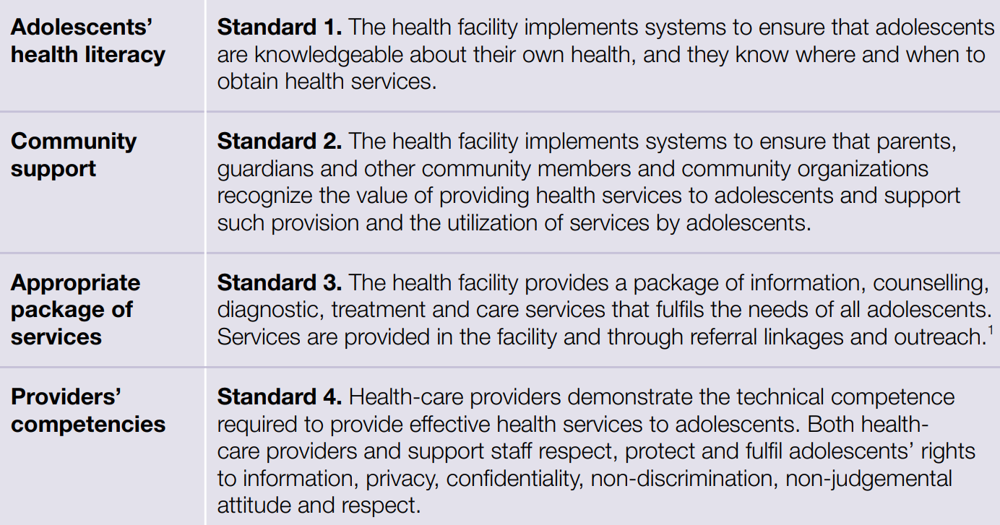 Adolescents’
health literacy
Standard 1. The health facility implements systems to ensure that adolescents
are knowledgeable about their own health, and they know where and when to
obtain health services.
Community
support
Standard 2. The health facility implements systems to ensure that parents,
guardians and other community members and community organizations
recognize the value of providing health services to adolescents and support
such provision and the utilization of services by adolescents.
Appropriate
package of
services
Standard 3. The health facility provides a package of information, counselling,
diagnostic, treatment and care services that fulfils the needs of all adolescents.
Services are provided in the facility and through referral linkages and outreach.1
Providers’
competencies
Standard 4. Health-care providers demonstrate the technical competence
required to provide effective health services to adolescents. Both health-
care providers and support staff respect, protect and fulfil adolescents’ rights
to information, privacy, confidentiality, non-discrimination, non-judgemental
attitude and respect.